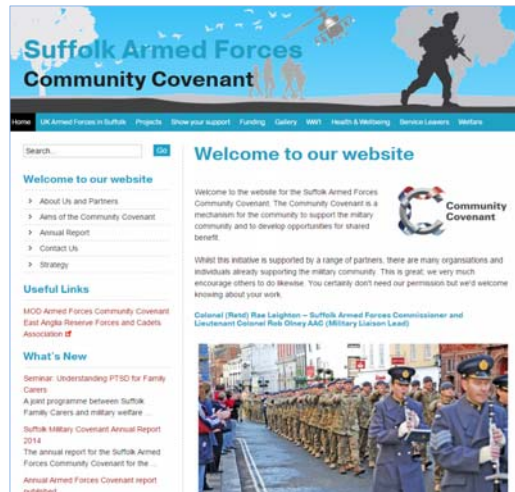 Suffolk Armed Forces
Community Covenant
Home UK Armed Forces in Suffolk Projects Show your support Funding Gallery WW1 Health & Wellbeing Service Leavers Welfare
Search... Go
Welcome to our website
About Us and Partners
Aims of the Community Covenant
Annual Report
Contact Us
Strategy
Useful Links
MOD Armed Forces Community Covenant
East Anglia Reserve Forces and Cadets
Association
What's New
Seminar: Understanding PTSD for Family
Carers
A joint programme between Suffolk
Family Carers and military welfare ...
Suffolk Military Covenant Annual Report
2014
The annual report for the Suffolk Armed
Forces Community Covenant for the ...
Annual Armed Forces Covenant report
published
Welcome to our website
Welcome to the website for the Suffolk Armed Forces
Community Covenant. The Community Covenant is a
mechanism for the community to support the military
community and to develop opportunities for shared
benefit.
Community
Covenant
Whilst this initiative is supported by a range of partners, there are many organisations and
individuals already supporting the military community. This is great; we very much
encourage others to do likewise. You certainly don't need our permission but we'd welcome
knowing about your work.
Colonel (Retd) Rae Leighton – Suffolk Armed Forces Commissioner and
Lieutenant Colonel Rob Olney AAC (Military Liaison Lead)